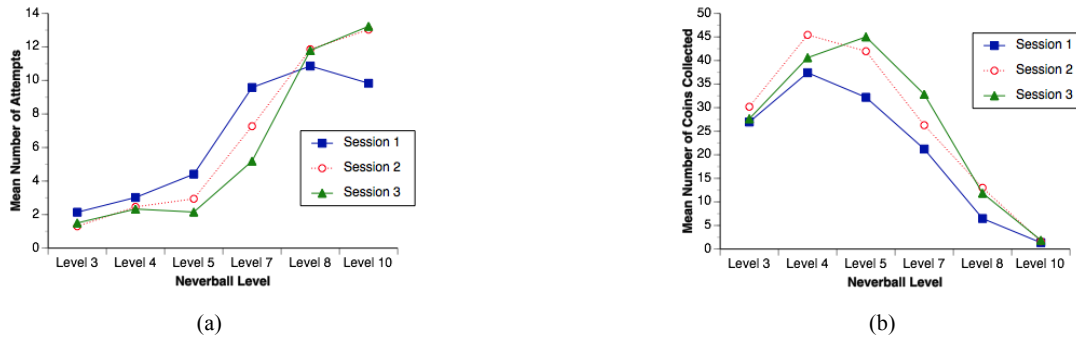 14
12
10
8
6
4
2
0
Mean Number of Attempts
Session 1
Session 2
Session 3
Level 3 Level 4 Level 5 Level 7 Level 8 Level 10
Neverball Level
(a)
50
45
40
35
30
25
20
15
10
5
0
Mean Number of Coins Collected
Session 1
Session 2
Session 3
Level 3 Level 4 Level 5 Level 7 Level 8 Level 10
Neverball Level
(b)